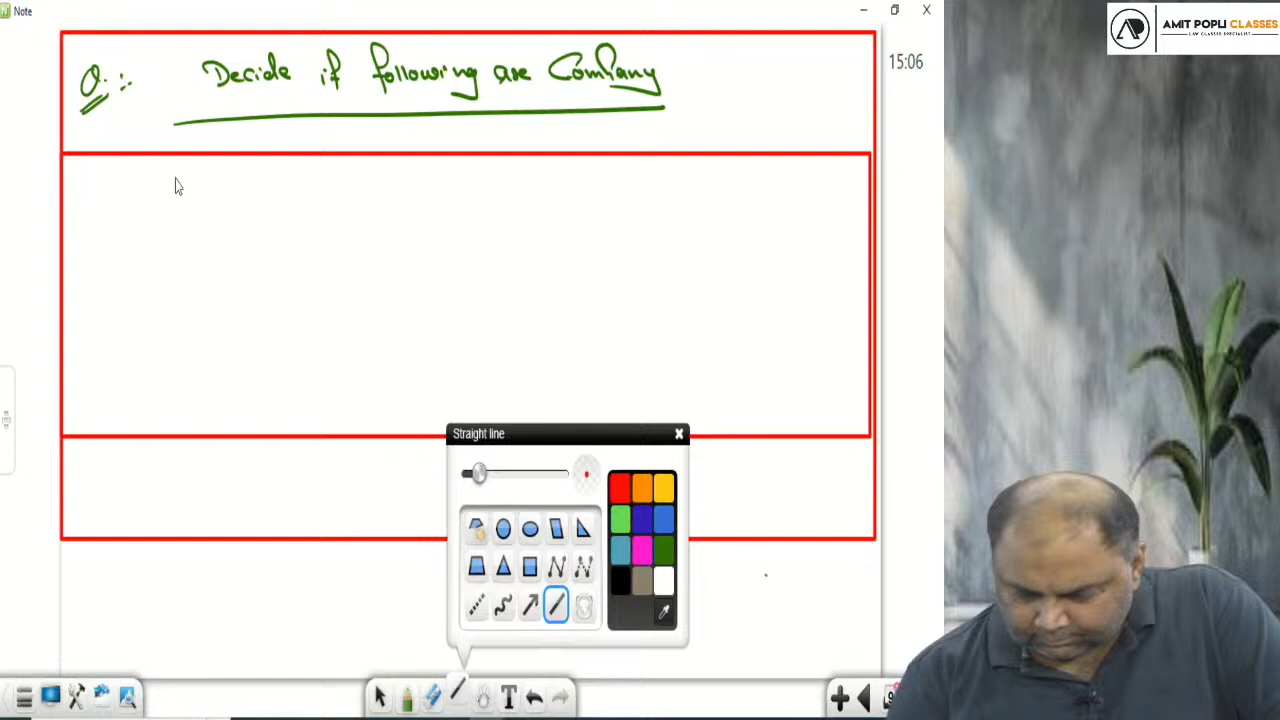 Note
AMIT POPLI CLASSES
LAW CLASSES SPECIALIST
15:06
Q. :- Decide if following are Company
Straight line
T